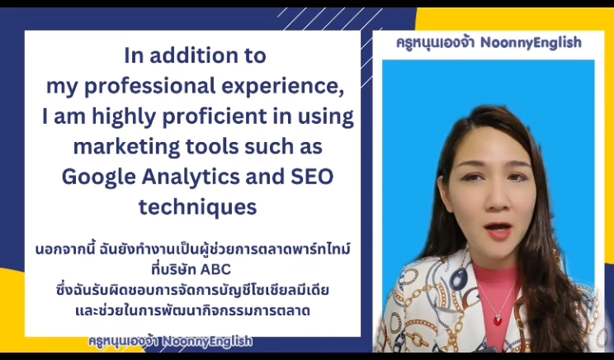 In addition to
my professional experience,
I am highly proficient in using
marketing tools such as
Google Analytics and SEO
techniques
นอกจากนี้ ฉันยังทำงานเป็นผู้ช่วยการตลาดพาร์ทไทม์
ที่บริษัท ABC
ซึ่งฉันรับผิดชอบการจัดการบัญชีโซเชียลมีเดีย
และช่วยในการพัฒนากิจกรรมการตลาด
ครูหนุนเองจ้า NoonnyEnglish
ครูหนุนเองจ้า NoonnyEnglish